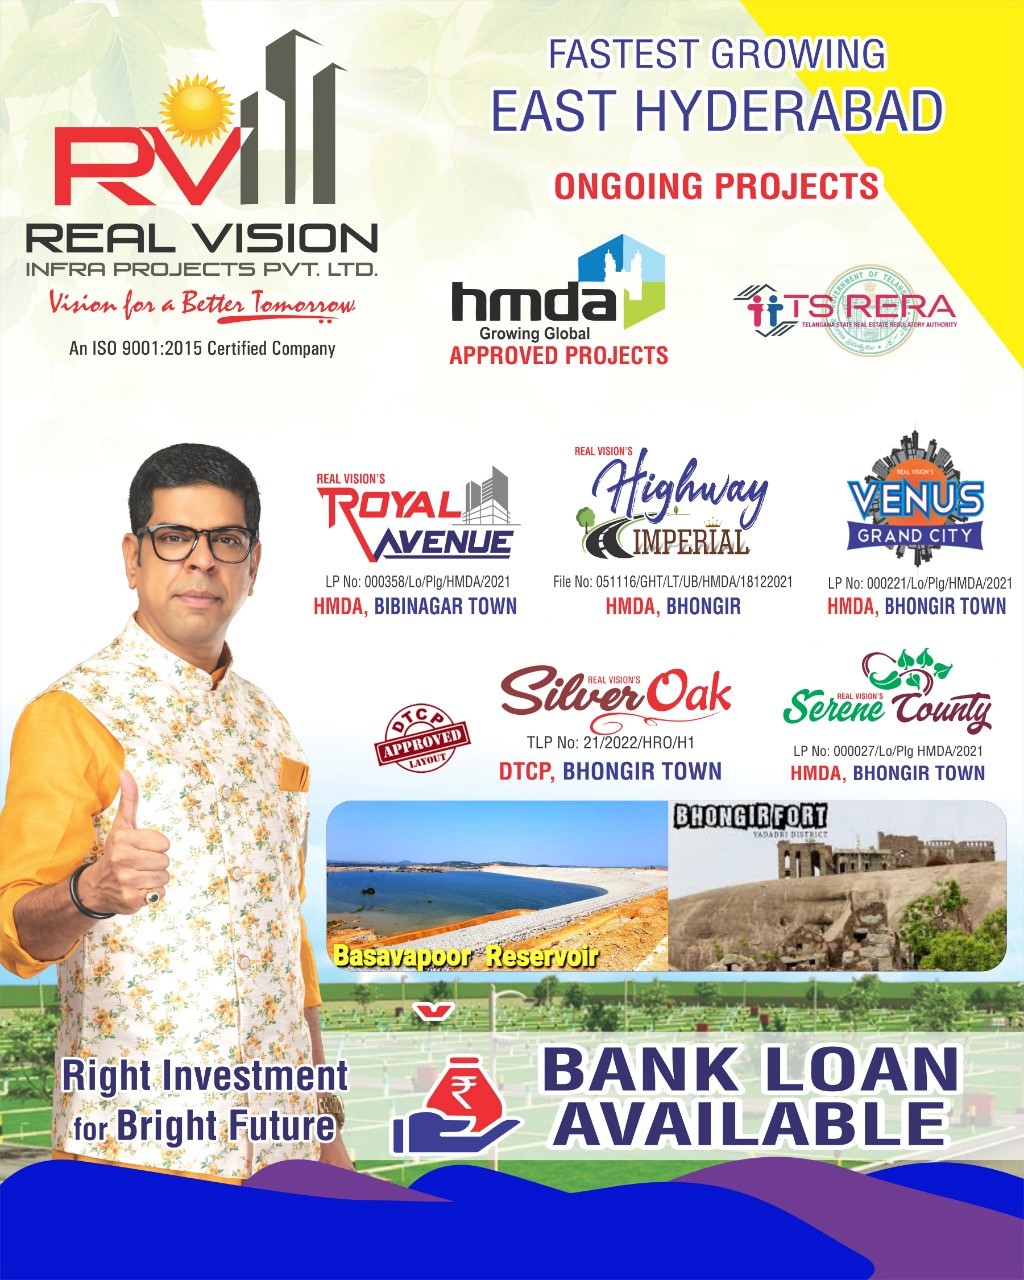 RV
REAL VISION
INFRA PROJECTS PVT. LTD.
Vision for a Better Tomorrow
An ISO 9001:2015 Certified Company
FASTEST GROWING
EAST HYDERABAD
ONGOING PROJECTS
hmda
Growing Global
APPROVED PROJECTS
GOVERNMENT OF TELANGANA
TS RERA
TELANGANA STATE REAL ESTATE REGULATORY AUTHORITY
REAL VISION'S
ROYAL
AVENUE
LP No: 000358/Lo/Plg/HMDA/2021
HMDA, BIBINAGAR TOWN
REAL VISION'S
Highway
IMPERIAL
File No: 051116/GHT/LT/UB/HMDA/18122021
HMDA, BHONGIR
REAL VISION'S
VENUS
GRAND CITY
LP No: 000221/Lo/Plg/HMDA/2021
HMDA, BHONGIR TOWN
DTCP
APPROVED
LAYOUT
REAL VISION'S
Silver Oak
TLP No: 21/2022/HRO/H1
DTCP, BHONGIR TOWN
REAL VISION'S
Serene County
LP No: 000027/Lo/Plg HMDA/2021
HMDA, BHONGIR TOWN
Basavapoor Reservoir
BHONGIR FORT
YADADRI DISTRICT
Right Investment
for Bright Future
₹
BANK LOAN
AVAILABLE